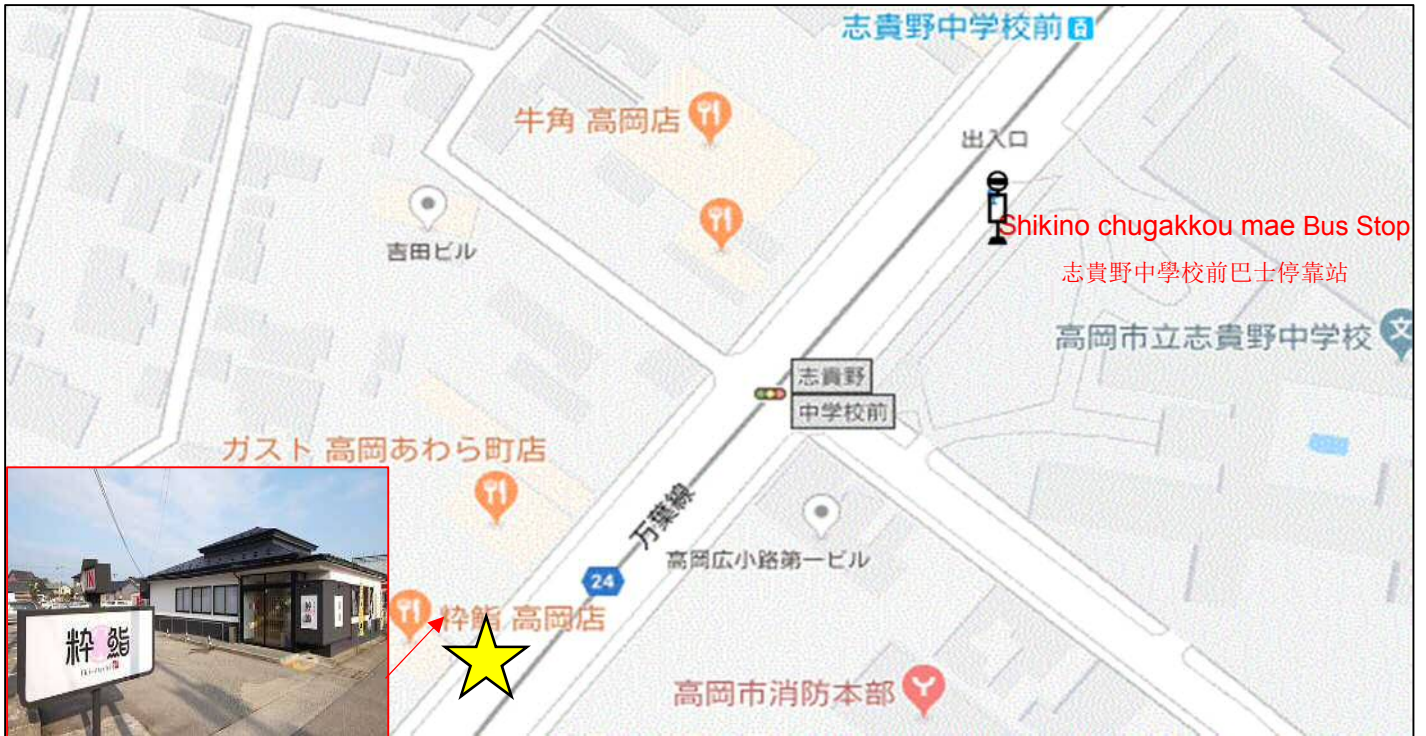 志貴野中学校前
牛角 高岡店
出入口
Shikino chugakkou mae Bus Stop
吉田ビル
志貴野中學校前巴士停靠站
高岡市立志貴野中学校
文
志貴野
中学校前
ガスト 高岡あわら町店
万葉線
高岡広小路第一ビル
24
粋鮨 高岡店
粋鮨
高岡市消防本部